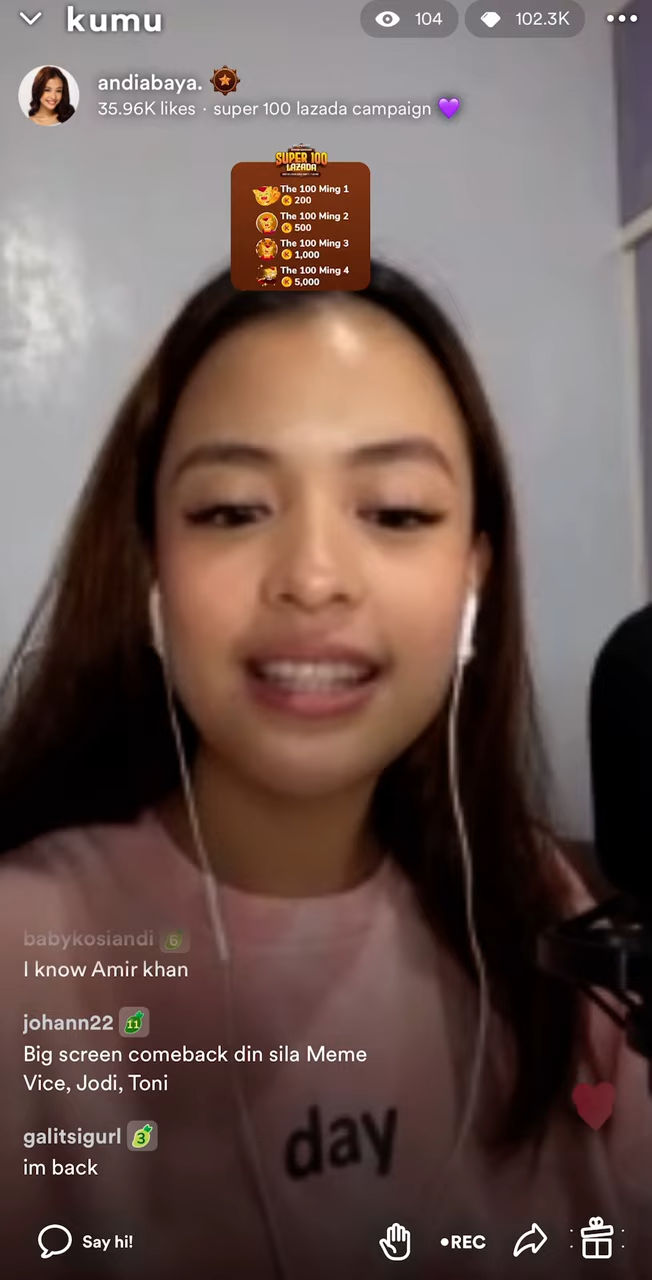 kumu
104
102.3K
andiabaya.
35.96K likes · super 100 lazada campaign 💜
SUPER 100
LAZADA
The 100 Ming 1
200
The 100 Ming 2
500
The 100 Ming 3
1,000
The 100 Ming 4
5,000
babykosiandi 6
I know Amir khan
johann22 11
Big screen comeback din sila Meme
Vice, Jodi, Toni
galitsigurl 3
im back
day
Say hi!
•REC